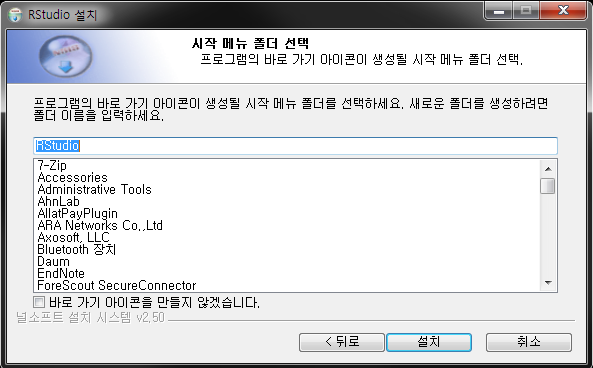 RStudio 설치
시작 메뉴 폴더 선택
프로그램의 바로 가기 아이콘이 생성될 시작 메뉴 폴더 선택.
프로그램의 바로 가기 아이콘이 생성될 시작 메뉴 폴더를 선택하세요. 새로운 폴더를 생성하려면
폴더 이름을 입력하세요.
RStudio
7-Zip
Accessories
Administrative Tools
AhnLab
AllatPayPlugin
ARA Networks Co.,Ltd
Axosoft, LLC
Bluetooth 장치
Daum
EndNote
ForeScout SecureConnector
바로 가기 아이콘을 만들지 않겠습니다.
널소프트 설치 시스템 v2.50
< 뒤로
설치
취소